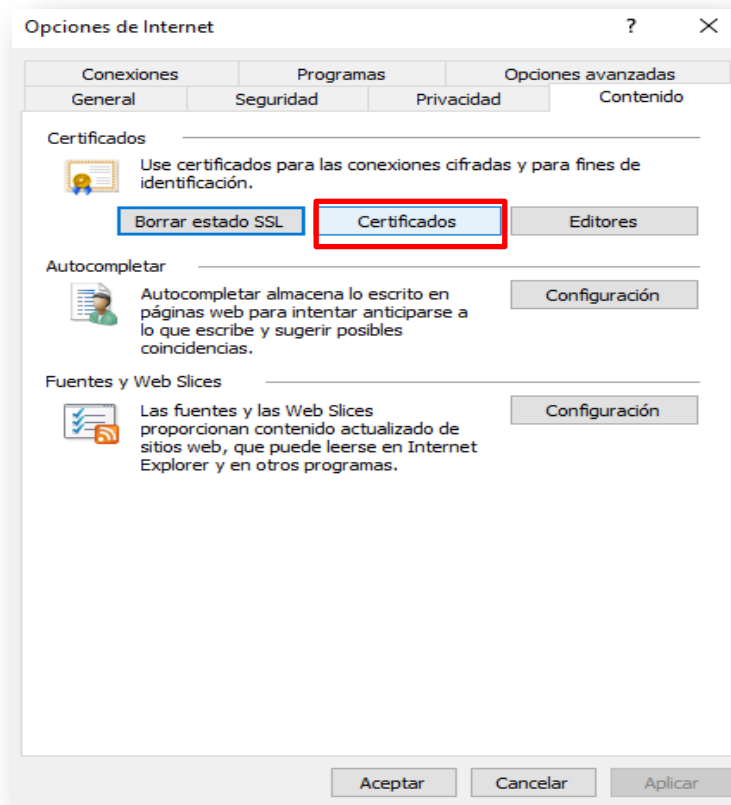 Opciones de Internet ? ×
Conexiones Programas Opciones avanzadas
General Seguridad Privacidad Contenido
Certificados
Use certificados para las conexiones cifradas y para fines de
identificación.
Borrar estado SSL Certificados Editores
Autocompletar
Autocompletar almacena lo escrito en
páginas web para intentar anticiparse a
lo que escribe y sugerir posibles
coincidencias.
Configuración
Fuentes y Web Slices
Las fuentes y las Web Slices
proporcionan contenido actualizado de
sitios web, que puede leerse en Internet
Explorer y en otros programas.
Configuración
Aceptar Cancelar Aplicar